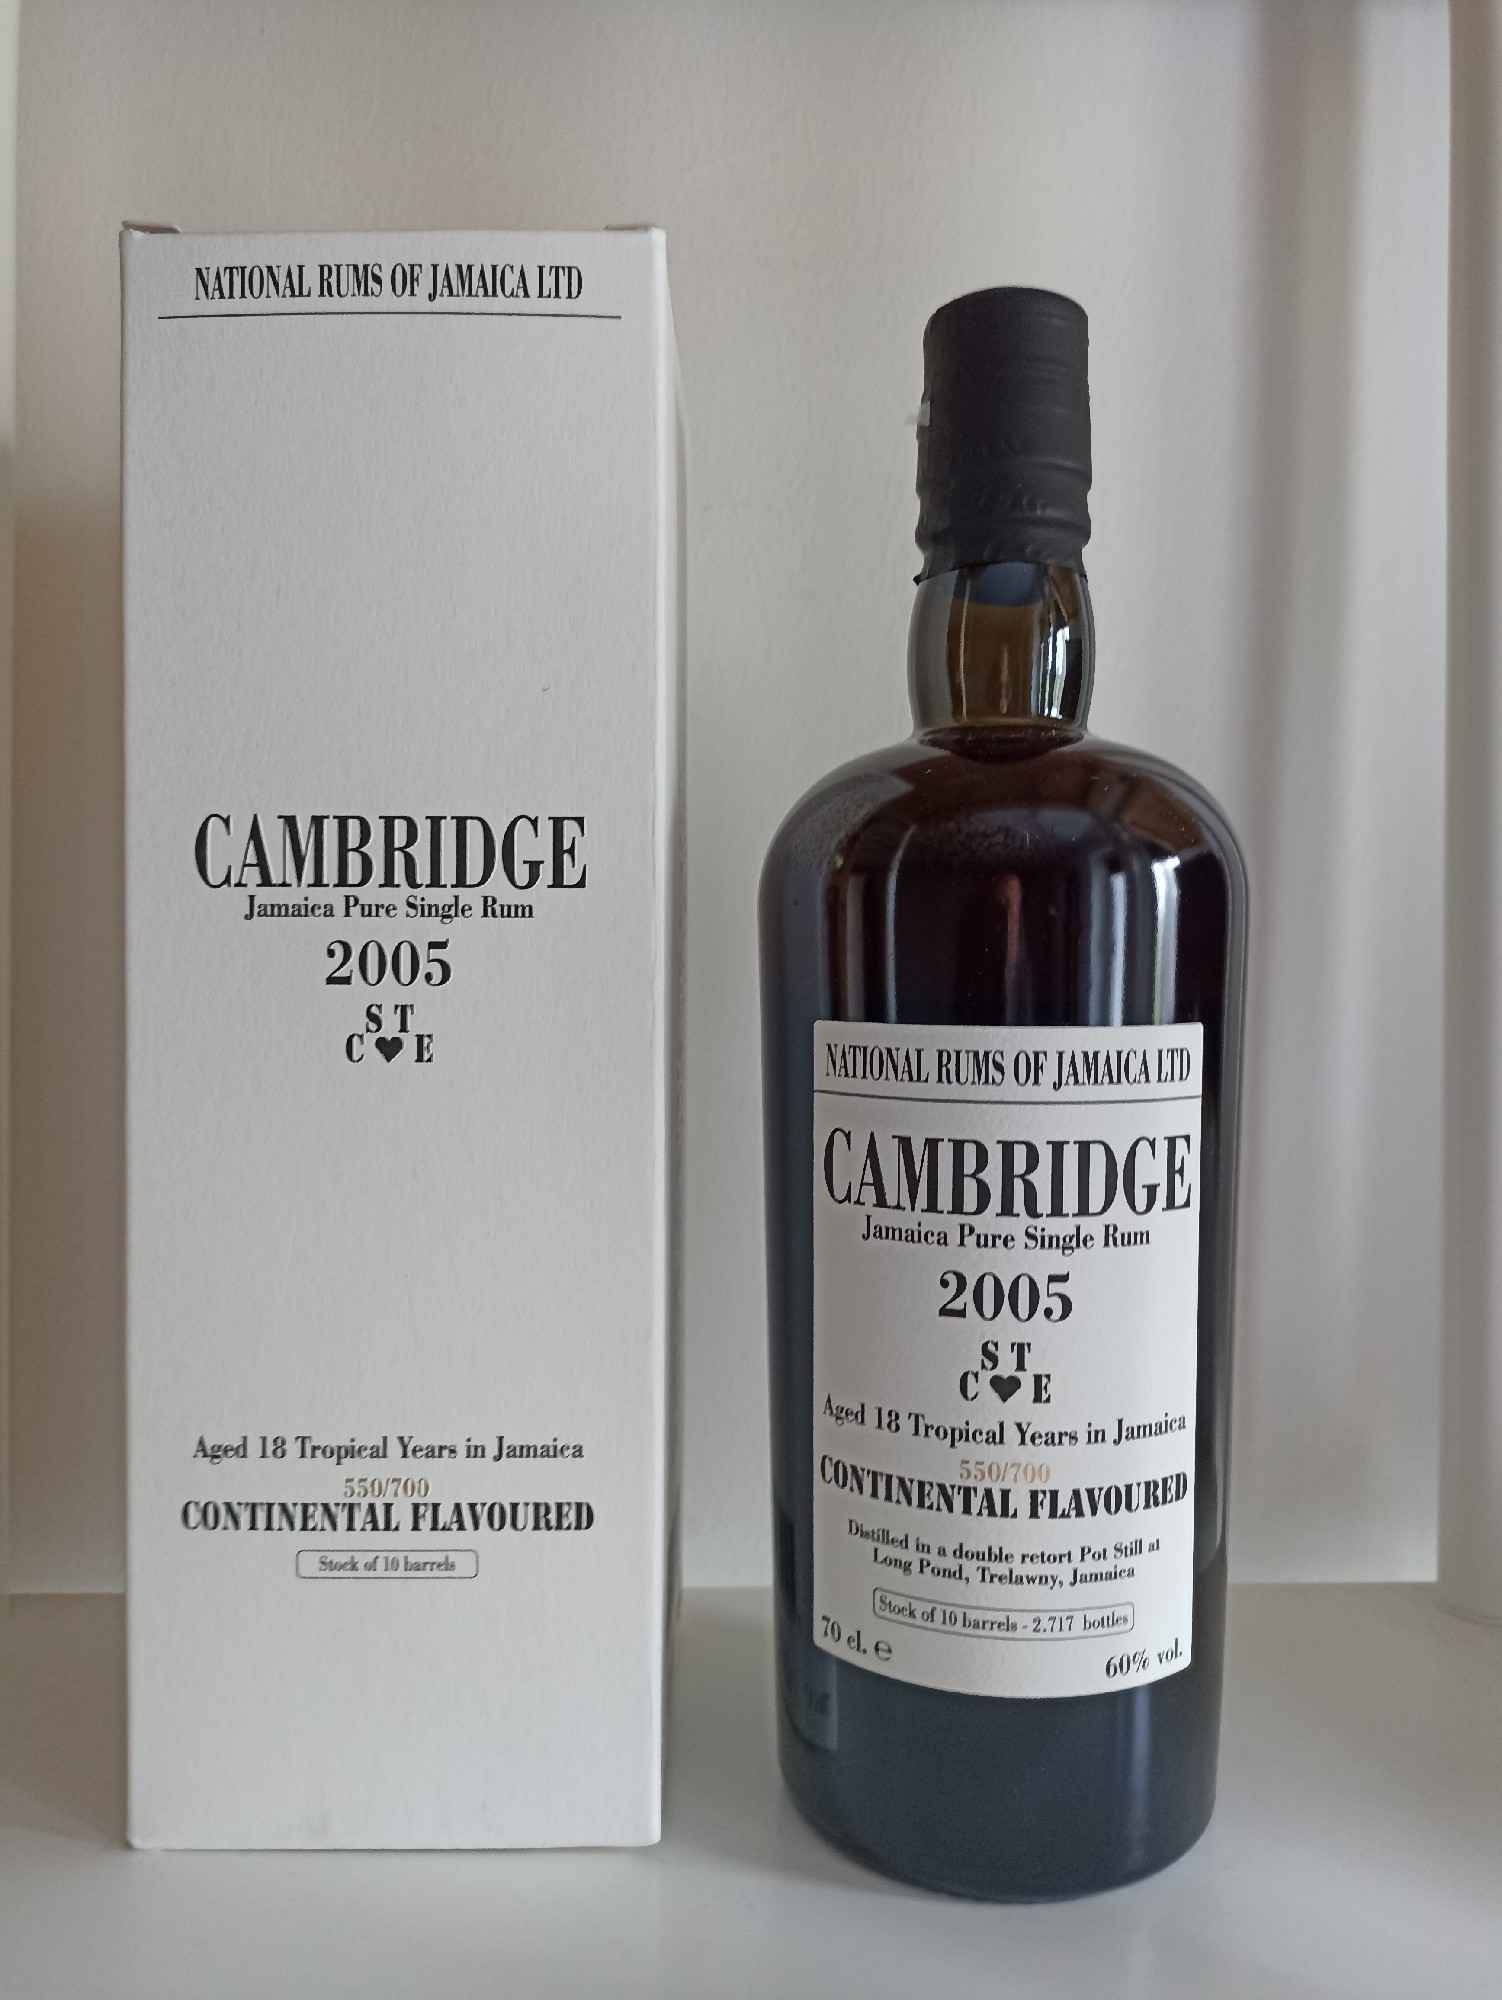 NATIONAL RUMS OF JAMAICA LTD
CAMBRIDGE
Jamaica Pure Single Rum
2005
S T
C♥E
Aged 18 Tropical Years in Jamaica
550/700
CONTINENTAL FLAVOURED
Stock of 10 barrels
NATIONAL RUMS OF JAMAICA LTD
CAMBRIDGE
Jamaica Pure Single Rum
2005
S T
C♥E
Aged 18 Tropical Years in Jamaica
550/700
CONTINENTAL FLAVOURED
Distilled in a double retort Pot Still at
Long Pond, Trelawny, Jamaica
Stock of 10 barrels - 2.717 bottles
70 cl. ℮
60% vol.